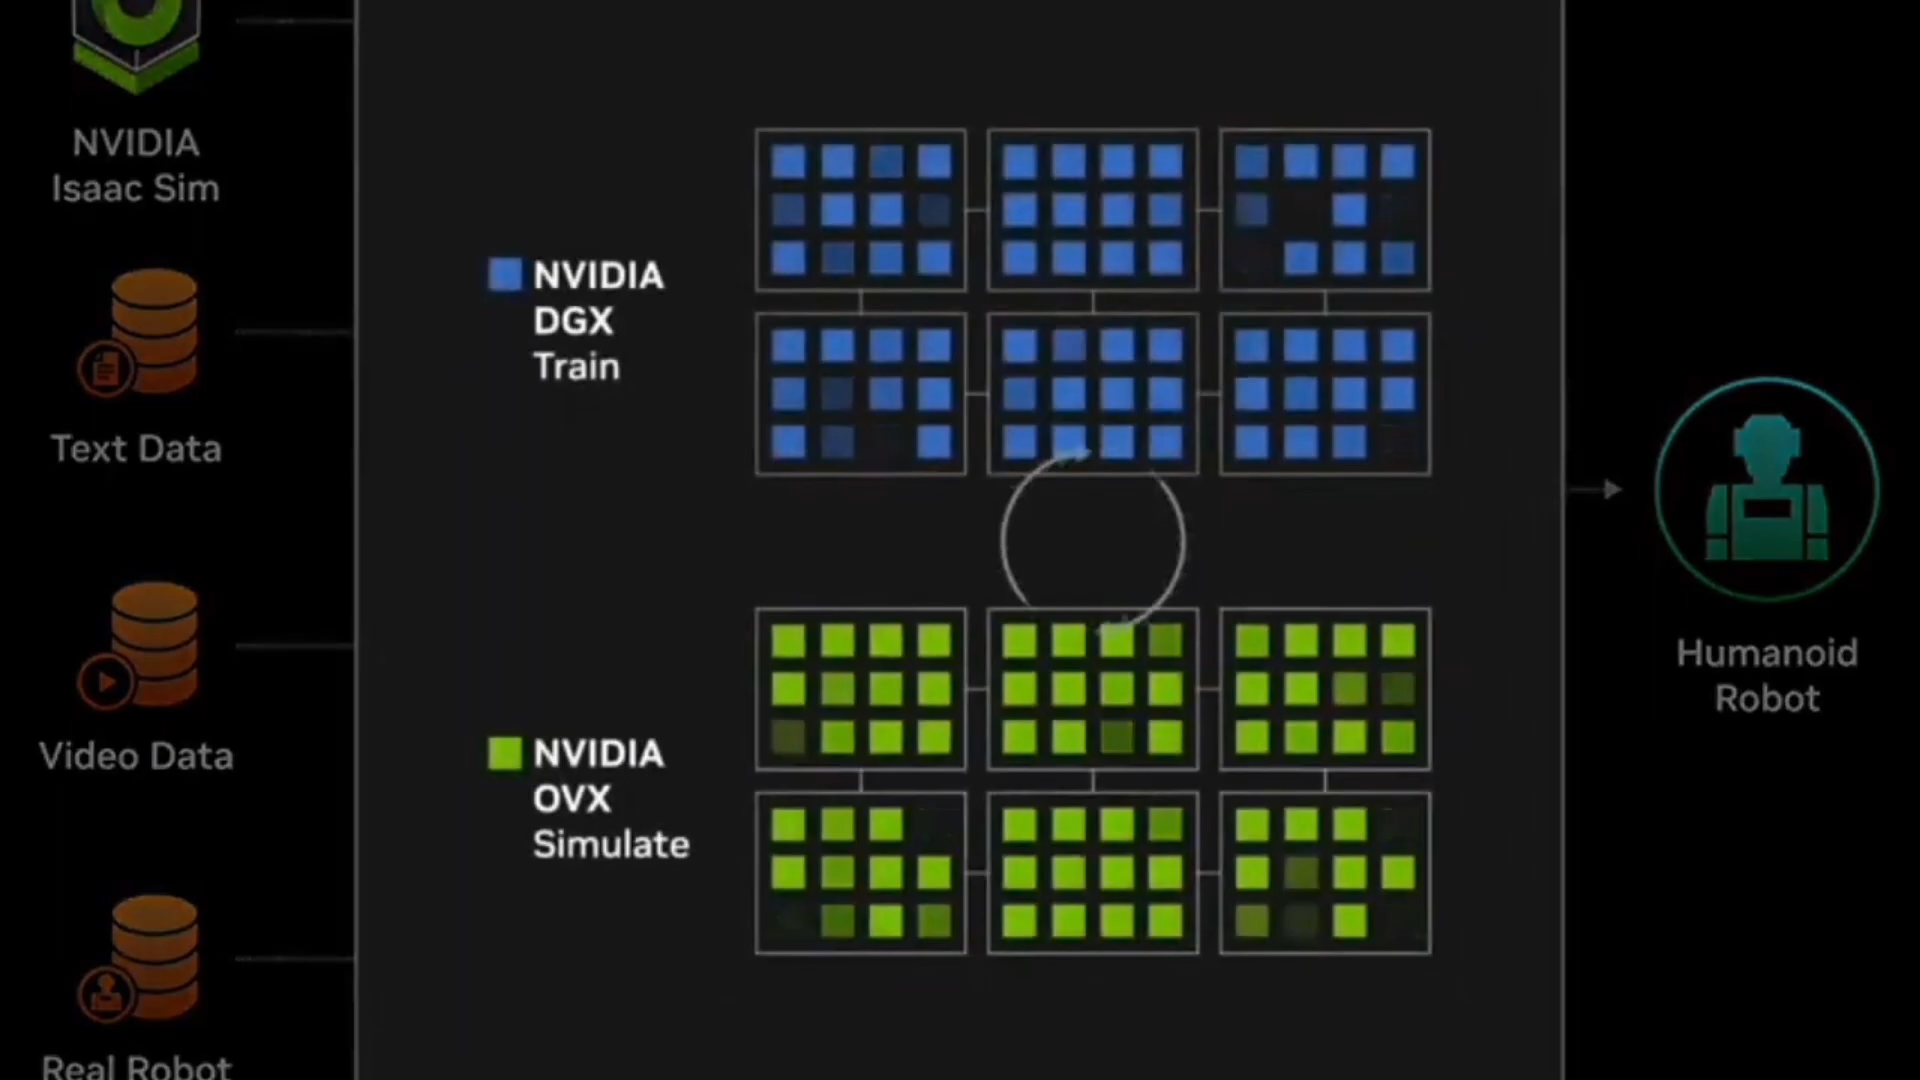 NVIDIA
Isaac Sim
Text Data
Video Data
Real Robot
NVIDIA
DGX
Train
NVIDIA
OVX
Simulate
Humanoid
Robot